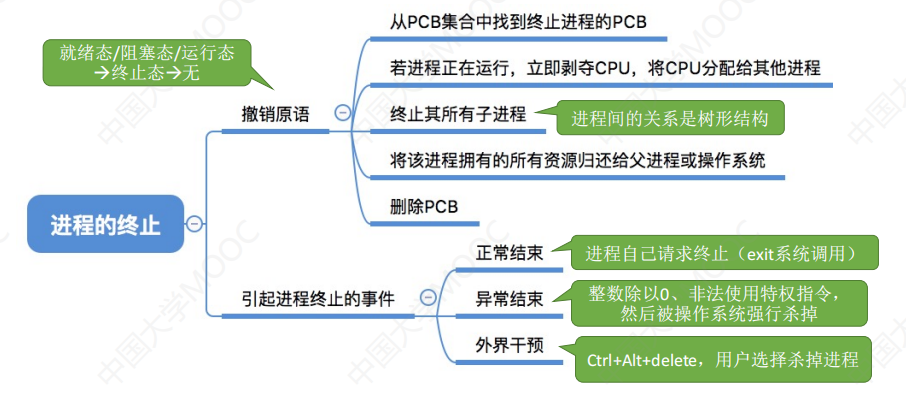 从PCB集合中找到终止进程的PCB
就绪态/阻塞态/运行态
→终止态→无
若进程正在运行，立即剥夺CPU，将CPU分配给其他进程
撤销原语
终止其所有子进程
进程间的关系是树形结构
将该进程拥有的所有资源归还给父进程或操作系统
删除PCB
进程的终止
正常结束
进程自己请求终止（exit系统调用）
引起进程终止的事件
异常结束
整数除以0、非法使用特权指令，
然后被操作系统强行杀掉
外界干预
Ctrl+Alt+delete，用户选择杀掉进程
中国大学MOOC